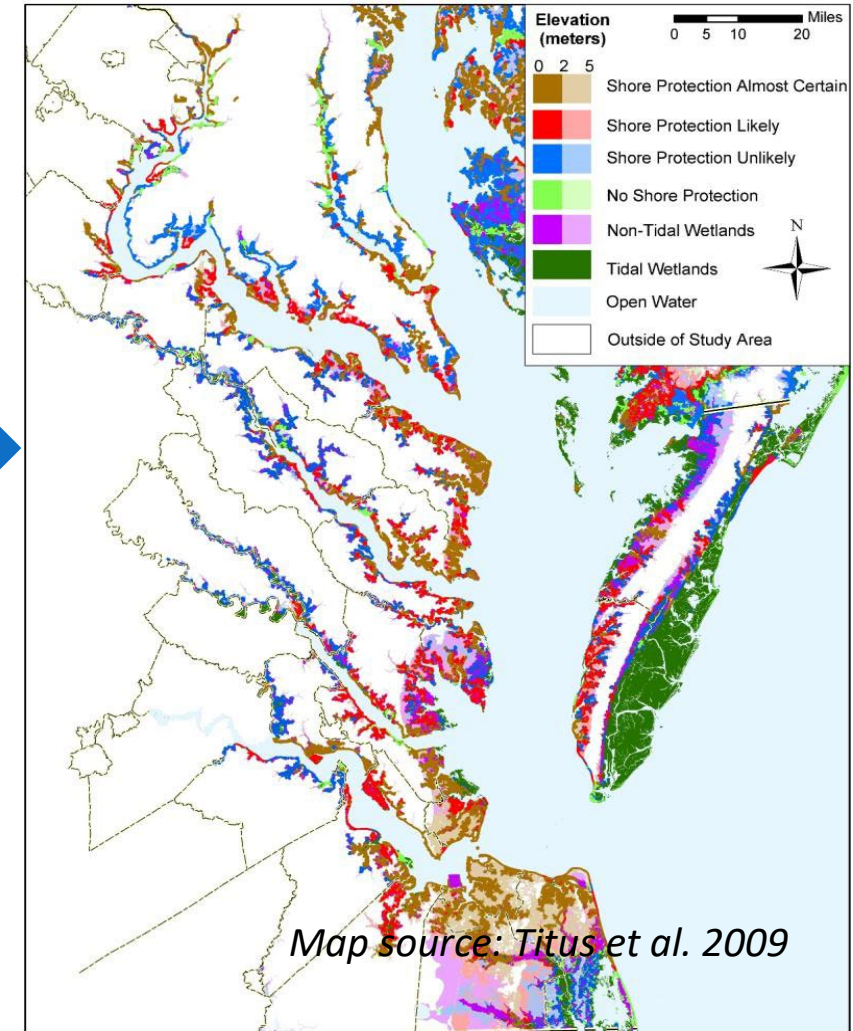 Elevation
(meters)
Miles
0 5 10 20
0 2 5
Shore Protection Almost Certain
Shore Protection Likely
Shore Protection Unlikely
No Shore Protection
Non-Tidal Wetlands
N
Tidal Wetlands
Open Water
Outside of Study Area
Map source: Titus et al. 2009